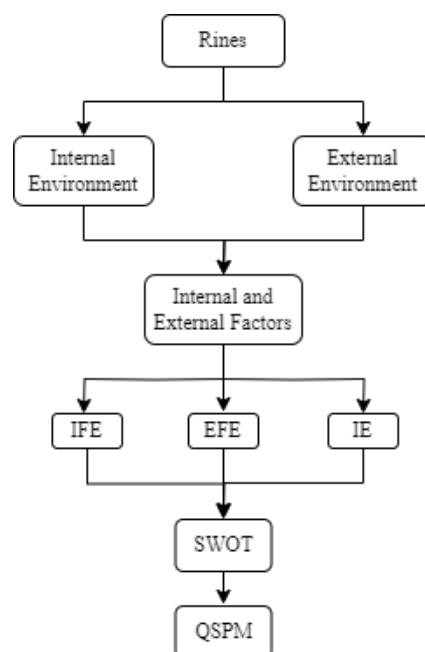 Rines
Internal
Environment
External
Environment
Internal and
External Factors
IFE
EFE
IE
SWOT
QSPM